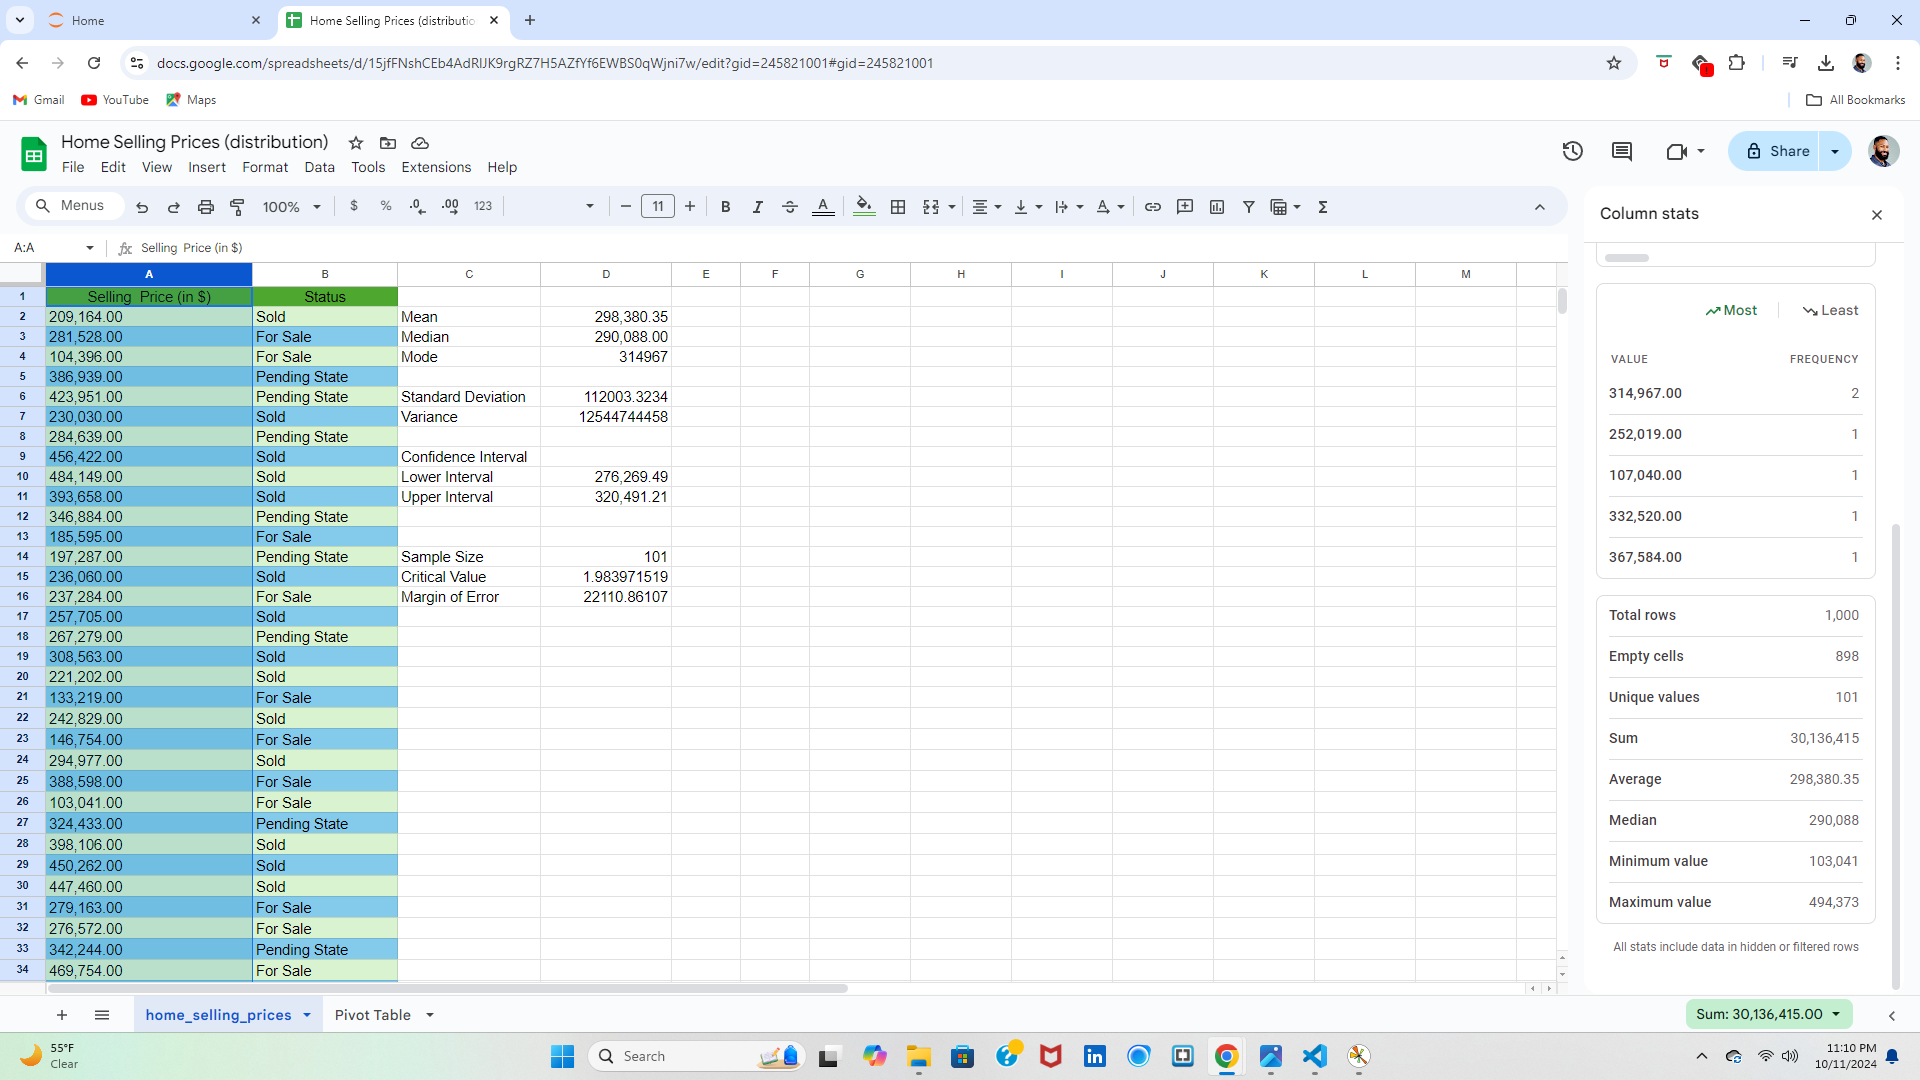 Home
Home Selling Prices (distributio
docs.google.com/spreadsheets/d/15jfFNshCEb4AdRlJK9rgRZ7H5AZfYf6EWBS0qWjni7w/edit?gid=245821001#gid=245821001
Gmail YouTube Maps All Bookmarks
Home Selling Prices (distribution)
File Edit View Insert Format Data Tools Extensions Help
Share
Menus 100% $ % .0 .00 123 11 B I A
Column stats
A:A fx Selling Price (in $)
A B C D E F G H I J K L M
1 Selling Price (in $) Status
2 209,164.00 Sold Mean 298,380.35
3 281,528.00 For Sale Median 290,088.00
4 104,396.00 For Sale Mode 314967
5 386,939.00 Pending State
6 423,951.00 Pending State Standard Deviation 112003.3234
7 230,030.00 Sold Variance 12544744458
8 284,639.00 Pending State
9 456,422.00 Sold Confidence Interval
10 484,149.00 Sold Lower Interval 276,269.49
11 393,658.00 Sold Upper Interval 320,491.21
12 346,884.00 Pending State
13 185,595.00 For Sale
14 197,287.00 Pending State Sample Size 101
15 236,060.00 Sold Critical Value 1.983971519
16 237,284.00 For Sale Margin of Error 22110.86107
17 257,705.00 Sold
18 267,279.00 Pending State
19 308,563.00 Sold
20 221,202.00 Sold
21 133,219.00 For Sale
22 242,829.00 Sold
23 146,754.00 For Sale
24 294,977.00 Sold
25 388,598.00 For Sale
26 103,041.00 For Sale
27 324,433.00 Pending State
28 398,106.00 Sold
29 450,262.00 Sold
30 447,460.00 Sold
31 279,163.00 For Sale
32 276,572.00 For Sale
33 342,244.00 Pending State
34 469,754.00 For Sale
Most Least
VALUE FREQUENCY
314,967.00 2
252,019.00 1
107,040.00 1
332,520.00 1
367,584.00 1
Total rows 1,000
Empty cells 898
Unique values 101
Sum 30,136,415
Average 298,380.35
Median 290,088
Minimum value 103,041
Maximum value 494,373
All stats include data in hidden or filtered rows
home_selling_prices Pivot Table Sum: 30,136,415.00
55°F
Clear
Search
11:10 PM
10/11/2024